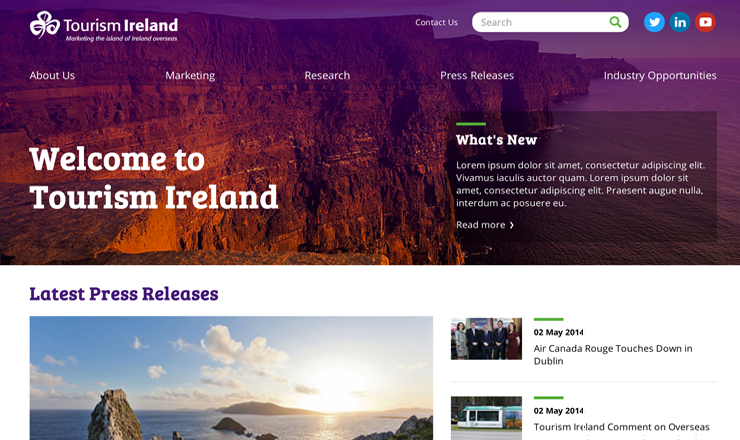 Tourism Ireland
Marketing the island of Ireland overseas
Contact Us
Search
About Us
Marketing
Research
Press Releases
Industry Opportunities
Welcome to
Tourism Ireland
What's New
Lorem ipsum dolor sit amet, consectetur adipiscing elit.
Vivamus iaculis auctor quam. Lorem ipsum dolor sit
amet, consectetur adipiscing elit. Praesent augue nulla,
interdum ac posuere eu.
Read more
Latest Press Releases
02 May 2014
Air Canada Rouge Touches Down in
Dublin
02 May 2014
Tourism Ireland Comment on Overseas